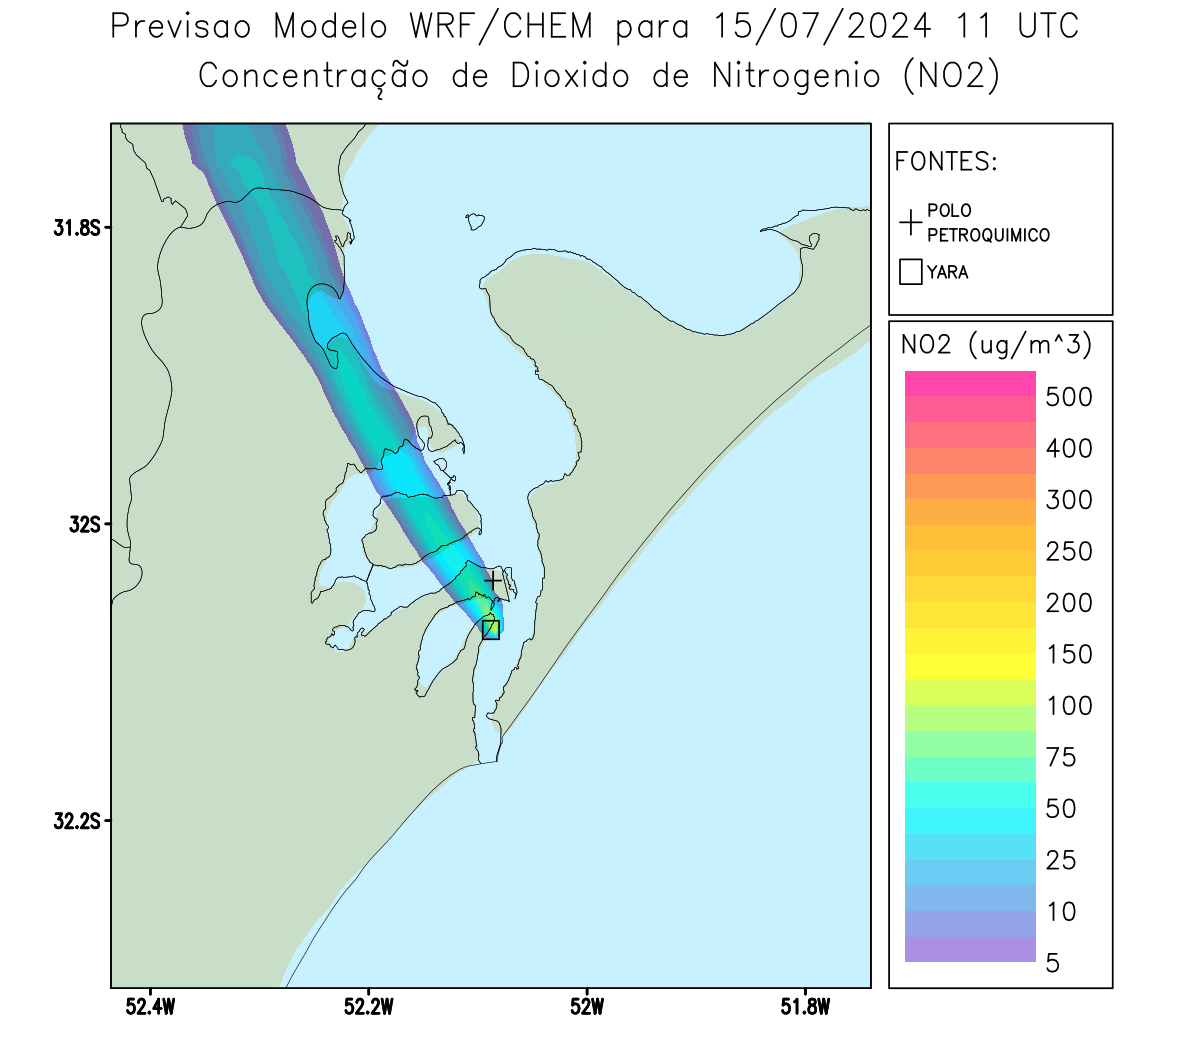 Previsao Modelo WRF/CHEM para 15/07/2024 11 UTC
Concentração de Dioxido de Nitrogenio (NO2)
FONTES:
POLO
PETROQUIMICO
YARA
NO2 (ug/m^3)
500
400
300
250
200
150
100
75
50
25
10
5
31.8S
32S
32.2S
52.4W
52.2W
52W
51.8W